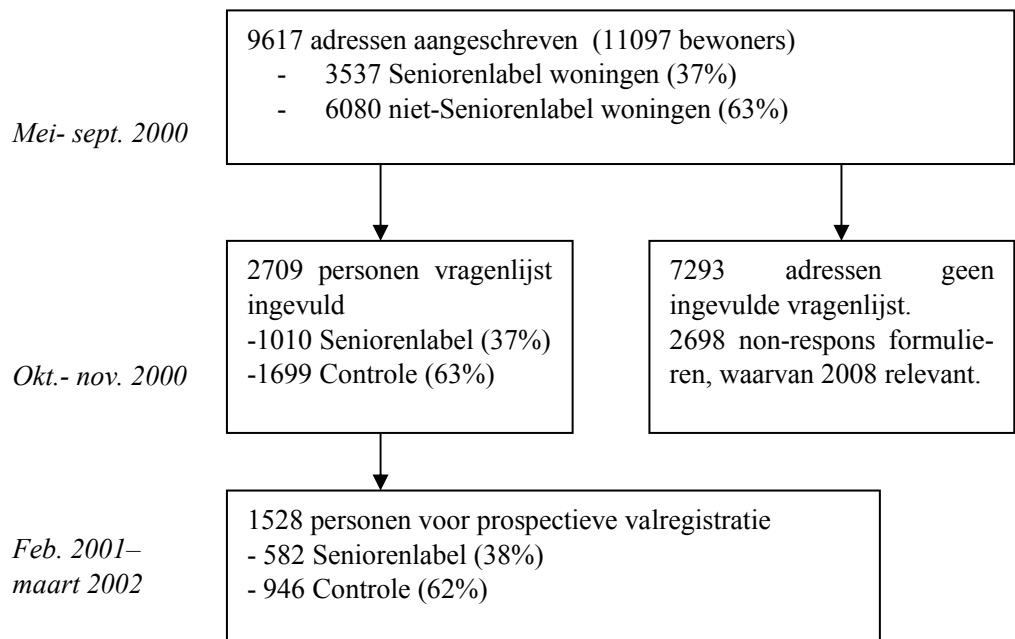 9617 adressen aangeschreven (11097 bewoners)
- 3537 Seniorenlabel woningen (37%)
- 6080 niet-Seniorenlabel woningen (63%)
Mei- sept. 2000
2709 personen vragenlijst
ingevuld
-1010 Seniorenlabel (37%)
-1699 Controle (63%)
7293 adressen geen
ingevulde vragenlijst.
2698 non-respons formulie-
ren, waarvan 2008 relevant.
Okt.- nov. 2000
1528 personen voor prospectieve valregistratie
- 582 Seniorenlabel (38%)
- 946 Controle (62%)
Feb. 2001–
maart 2002